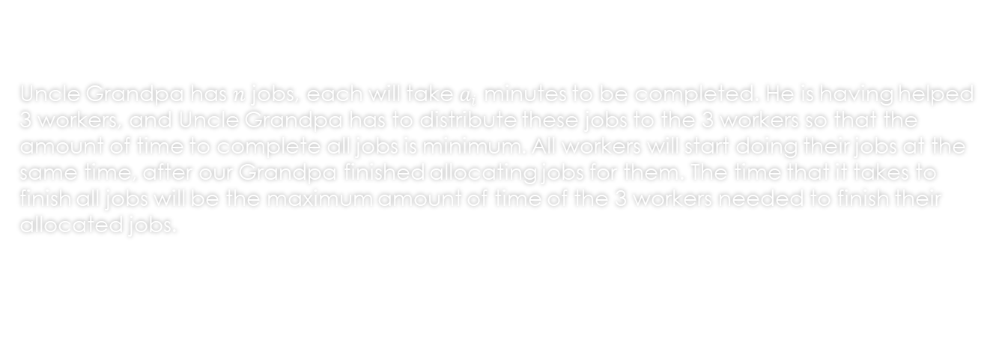 Uncle Grandpa has n jobs, each will take aᵢ minutes to be completed. He is having helped
3 workers, and Uncle Grandpa has to distribute these jobs to the 3 workers so that the
amount of time to complete all jobs is minimum. All workers will start doing their jobs at the
same time, after our Grandpa finished allocating jobs for them. The time that it takes to
finish all jobs will be the maximum amount of time of the 3 workers needed to finish their
allocated jobs.